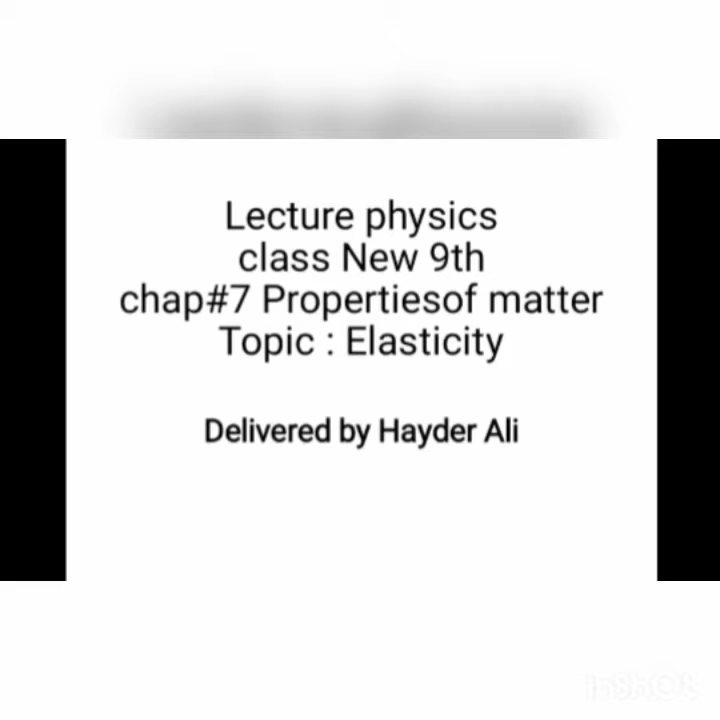 Lecture physics
class New 9th
chap#7 Propertiesof matter
Topic : Elasticity
Delivered by Hayder Ali